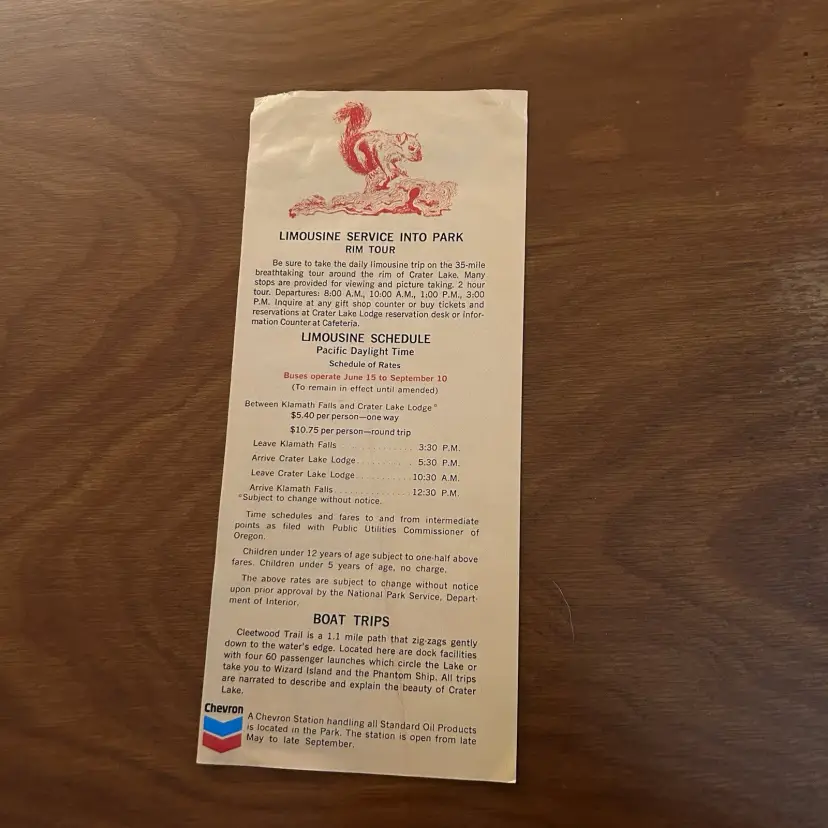 LIMOUSINE SERVICE INTO PARK
RIM TOUR
Be sure to take the daily limousine trip on the 35-mile
breathtaking tour around the rim of Crater Lake. Many
stops are provided for viewing and picture taking. 2 hour
tour. Departures: 8:00 A.M., 10:00 A.M., 1:00 P.M., 3:00
P.M. Inquire at any gift shop counter or buy tickets and
reservations at Crater Lake Lodge reservation desk or Infor-
mation Counter at Cafeteria.
LIMOUSINE SCHEDULE
Pacific Daylight Time
Schedule of Rates
Buses operate June 15 to September 10
(To remain in effect until amended)
Between Klamath Falls and Crater Lake Lodge*
$5.40 per person—one way
$10.75 per person—round trip
Leave Klamath Falls . . . . . . . . . . . . 3:30 P.M.
Arrive Crater Lake Lodge . . . . . . . . . 5:30 P.M.
Leave Crater Lake Lodge . . . . . . . . . 10:30 A.M.
Arrive Klamath Falls . . . . . . . . . . . . 12:30 P.M.
*Subject to change without notice.
Time schedules and fares to and from intermediate
points as filed with Public Utilities Commissioner of
Oregon.
Children under 12 years of age subject to one-half above
fares. Children under 5 years of age, no charge.
The above rates are subject to change without notice
upon prior approval by the National Park Service, Depart-
ment of Interior.
BOAT TRIPS
Cleetwood Trail is a 1.1 mile path that zig-zags gently
down to the water's edge. Located here are dock facilities
with four 60 passenger launches which circle the Lake or
take you to Wizard Island and the Phantom Ship. All trips
are narrated to describe and explain the beauty of Crater
Lake.
Chevron
A Chevron Station handling all Standard Oil Products
is located in the Park. The station is open from late
May to late September.